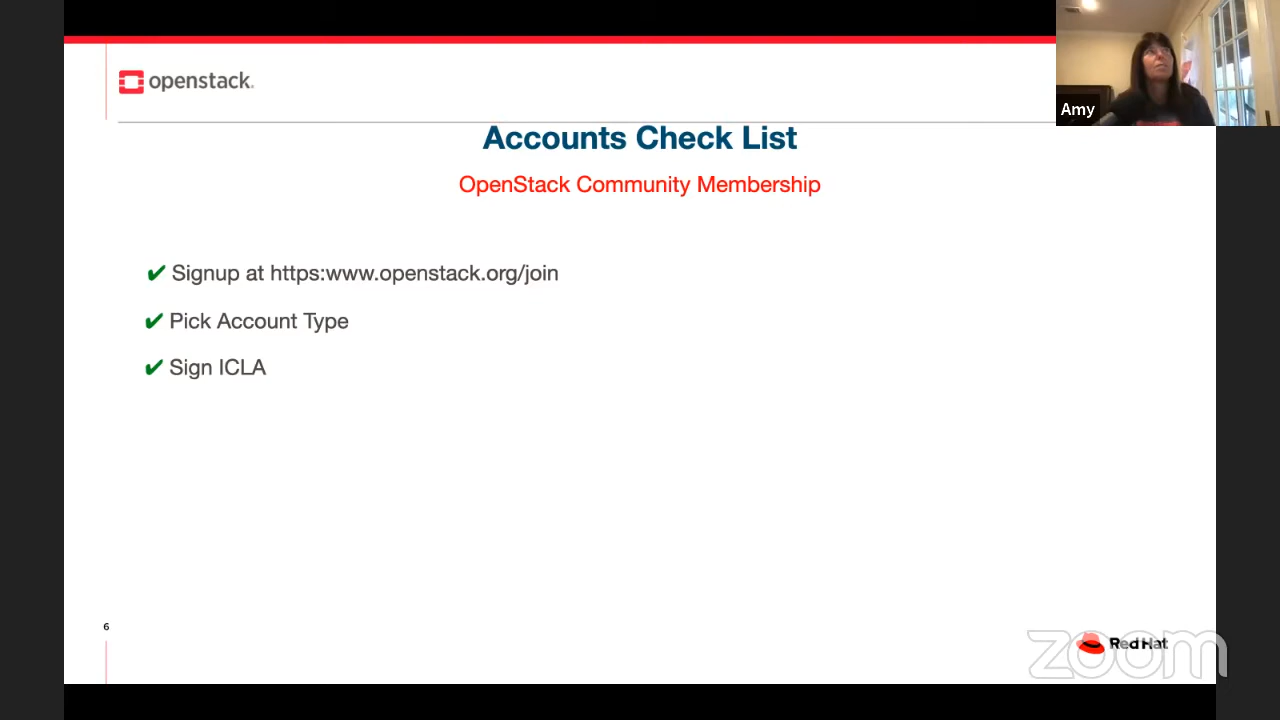 openstack.
Amy
Accounts Check List
OpenStack Community Membership
✔ Signup at https:www.openstack.org/join
✔ Pick Account Type
✔ Sign ICLA
6
Red Hat
zoom